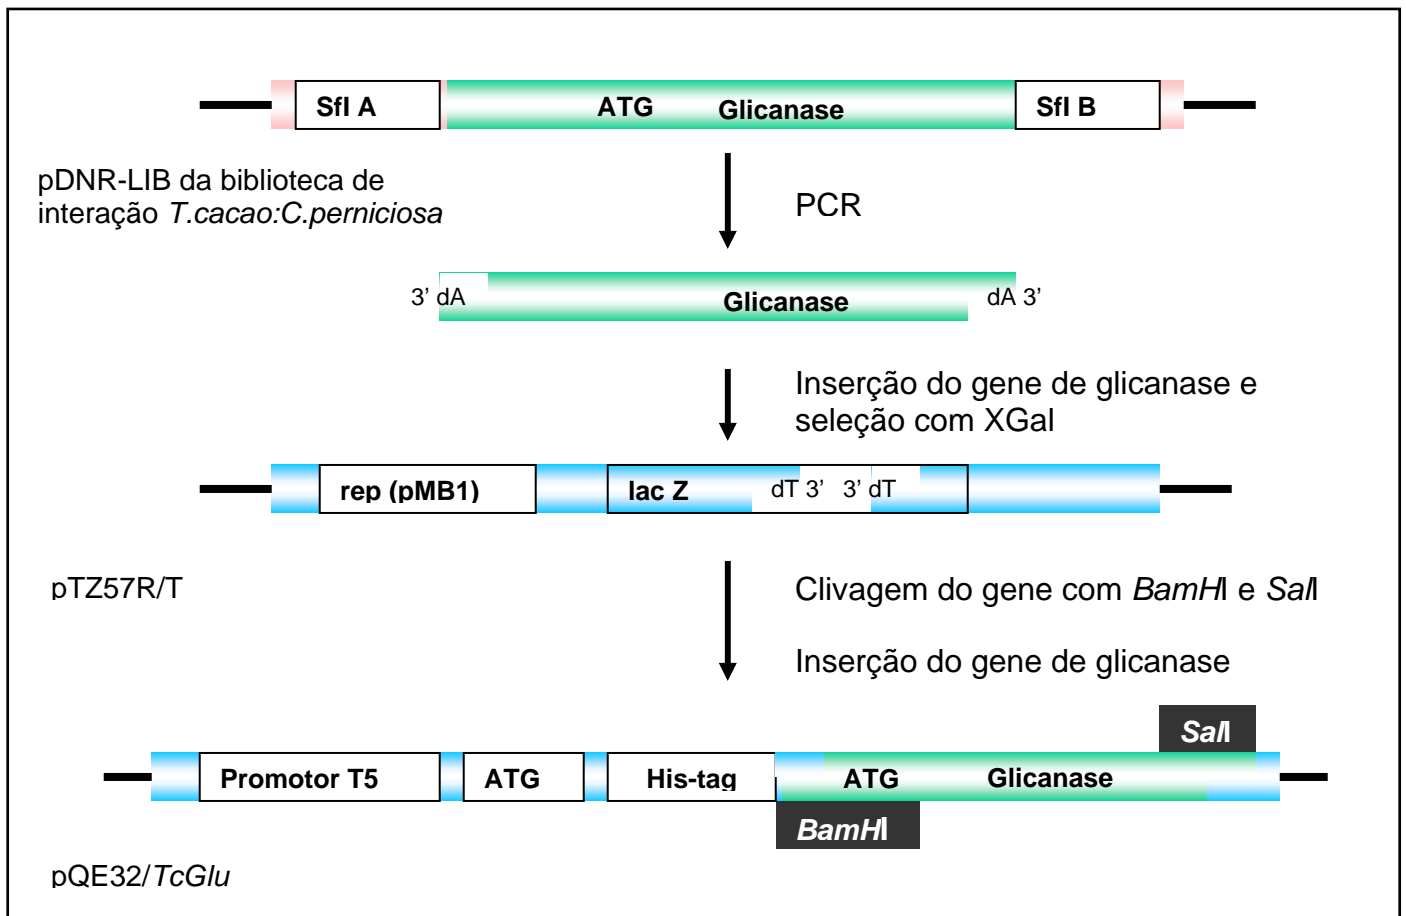 SfI A
ATG
Glicanase
SfI B
pDNR-LIB da biblioteca de
interação T.cacao:C.perniciosa
PCR
3’ dA
Glicanase
dA 3’
Inserção do gene de glicanase e
seleção com XGal
rep (pMB1)
lac Z
dT 3’
3’ dT
pTZ57R/T
Clivagem do gene com BamHI e SalI
Inserção do gene de glicanase
SalI
Promotor T5
ATG
His-tag
ATG
Glicanase
BamHI
pQE32/TcGlu